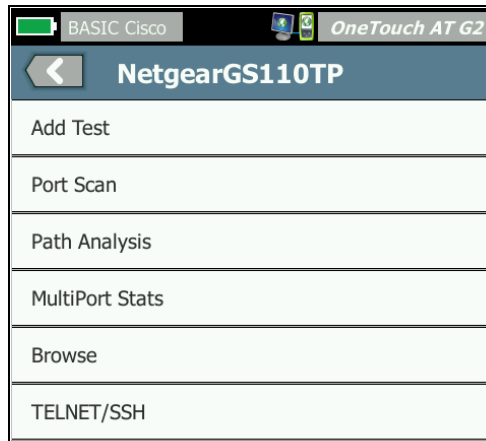 BASIC Cisco OneTouch AT G2
NetgearGS110TP
Add Test
Port Scan
Path Analysis
MultiPort Stats
Browse
TELNET/SSH